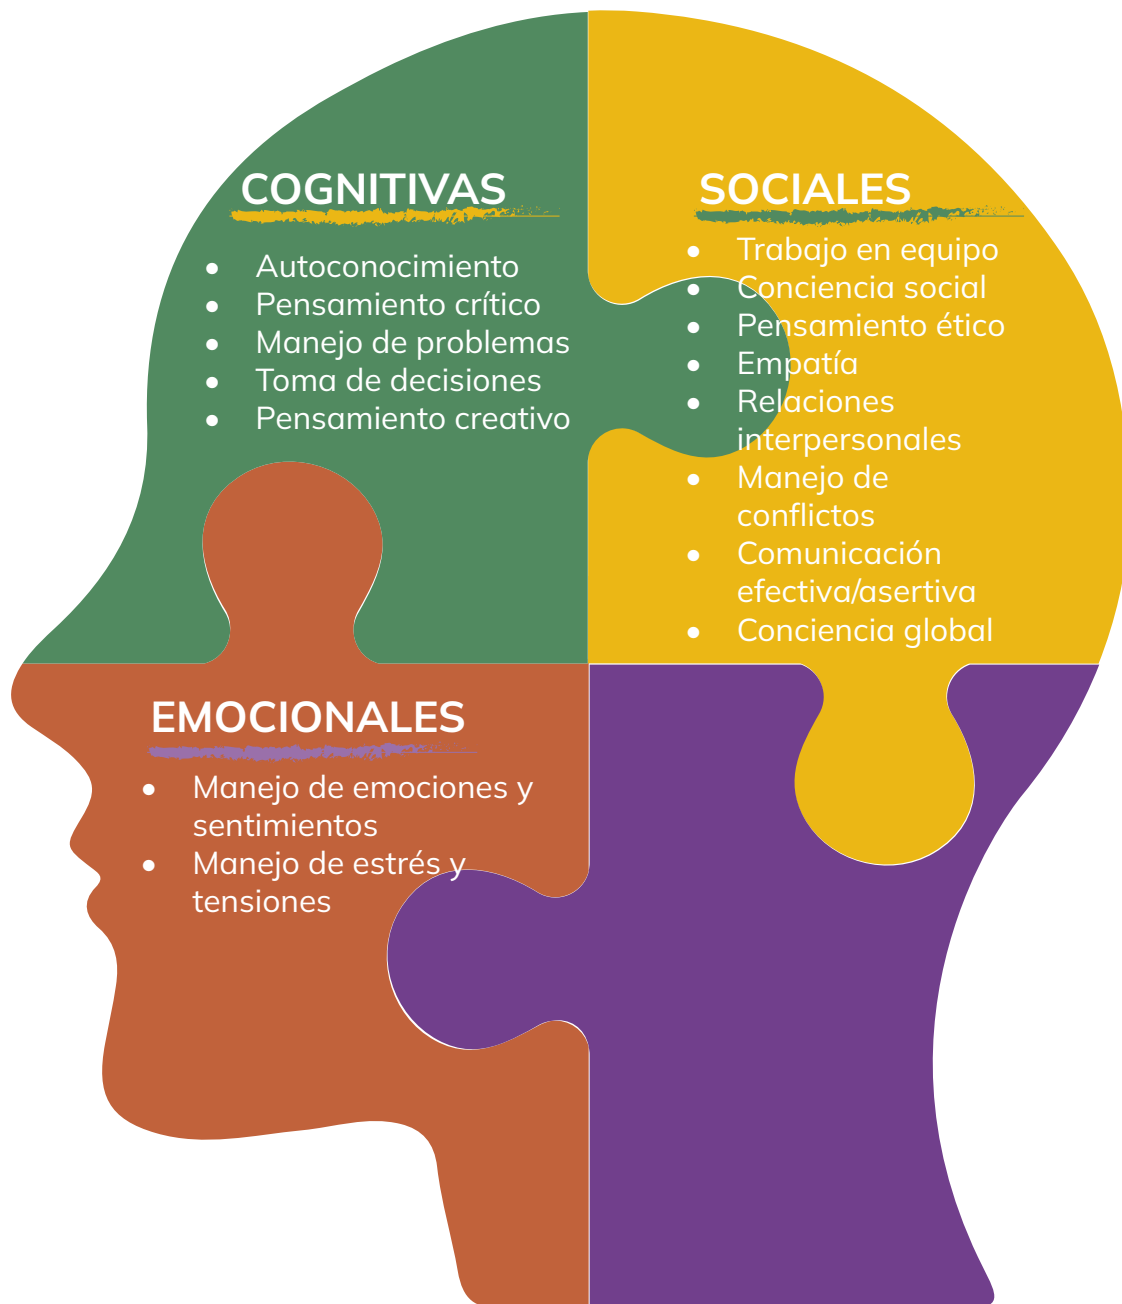 COGNITIVAS
● Autoconocimiento
● Pensamiento crítico
● Manejo de problemas
● Toma de decisiones
● Pensamiento creativo
SOCIALES
● Trabajo en equipo
● Conciencia social
● Pensamiento ético
● Empatía
● Relaciones
interpersonales
● Manejo de
conflictos
● Comunicación
efectiva/asertiva
● Conciencia global
EMOCIONALES
● Manejo de emociones y
sentimientos
● Manejo de estrés y
tensiones